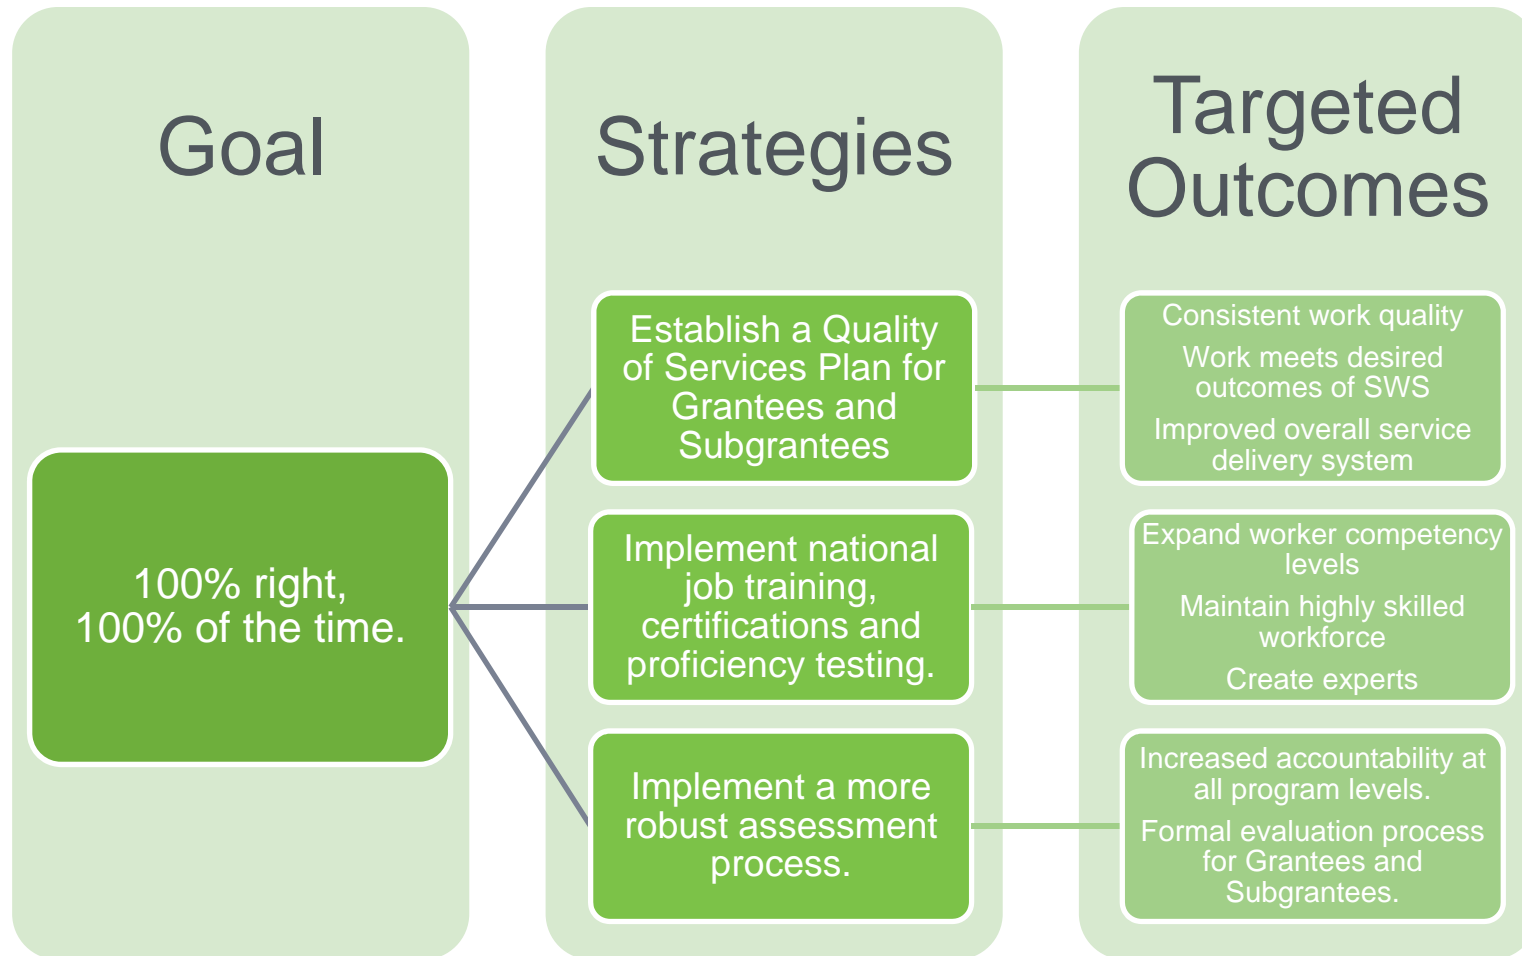 Goal
100% right,
100% of the time.
Strategies
Establish a Quality
of Services Plan for
Grantees and
Subgrantees
Implement national
job training,
certifications and
proficiency testing.
Implement a more
robust assessment
process.
Targeted
Outcomes
Consistent work quality
Work meets desired
outcomes of SWS
Improved overall service
delivery system
Expand worker competency
levels
Maintain highly skilled
workforce
Create experts
Increased accountability at
all program levels.
Formal evaluation process
for Grantees and
Subgrantees.